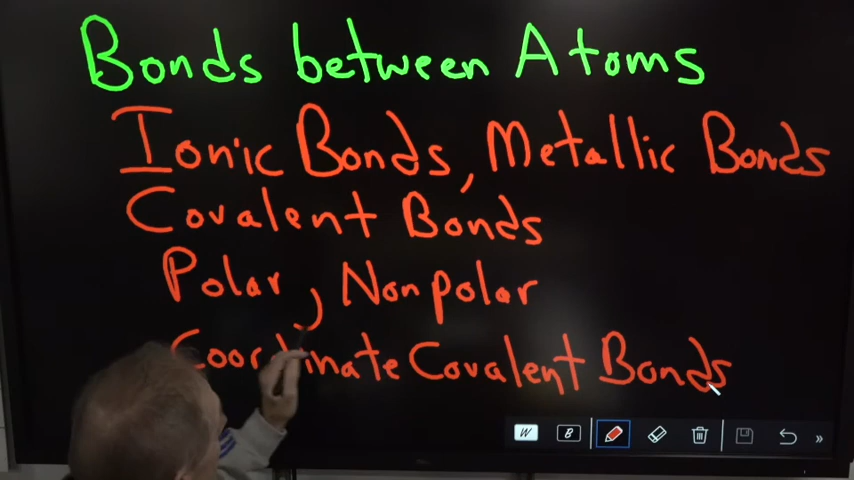 Bonds between Atoms
Ionic Bonds, Metallic Bonds
Covalent Bonds
Polar, Nonpolar
Coordinate Covalent Bonds
W B »